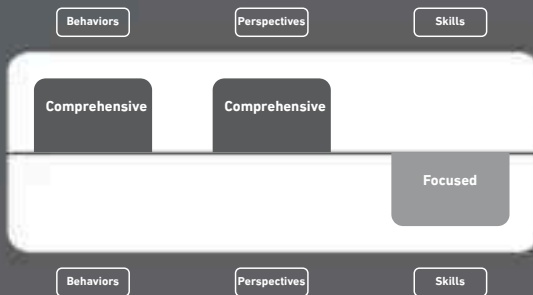 Behaviors Perspectives Skills
Comprehensive Comprehensive
Focused
Behaviors Perspectives Skills